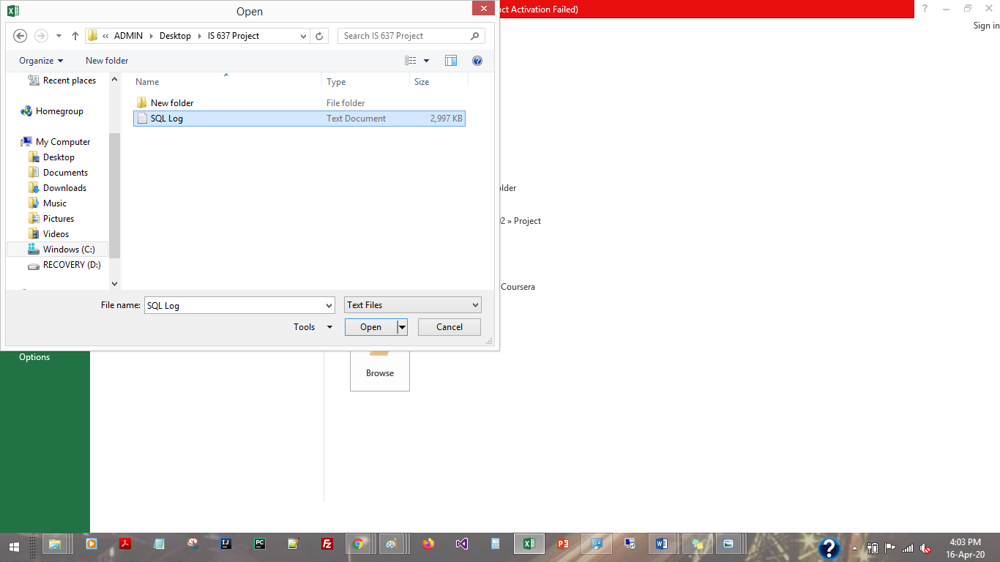 Open
uct Activation Failed)
Sign in
« ADMIN Desktop IS 637 Project
Search IS 637 Project
Organize New folder
Name Type Size
New folder File folder
SQL Log Text Document 2,997 KB
Recent places
Homegroup
My Computer
Desktop
Documents
Downloads
Music
Pictures
Videos
Windows (C:)
RECOVERY (D:)
File name: SQL Log Text Files
Tools Open Cancel
older
02 » Project
Coursera
Options
Browse
4:03 PM
16-Apr-20